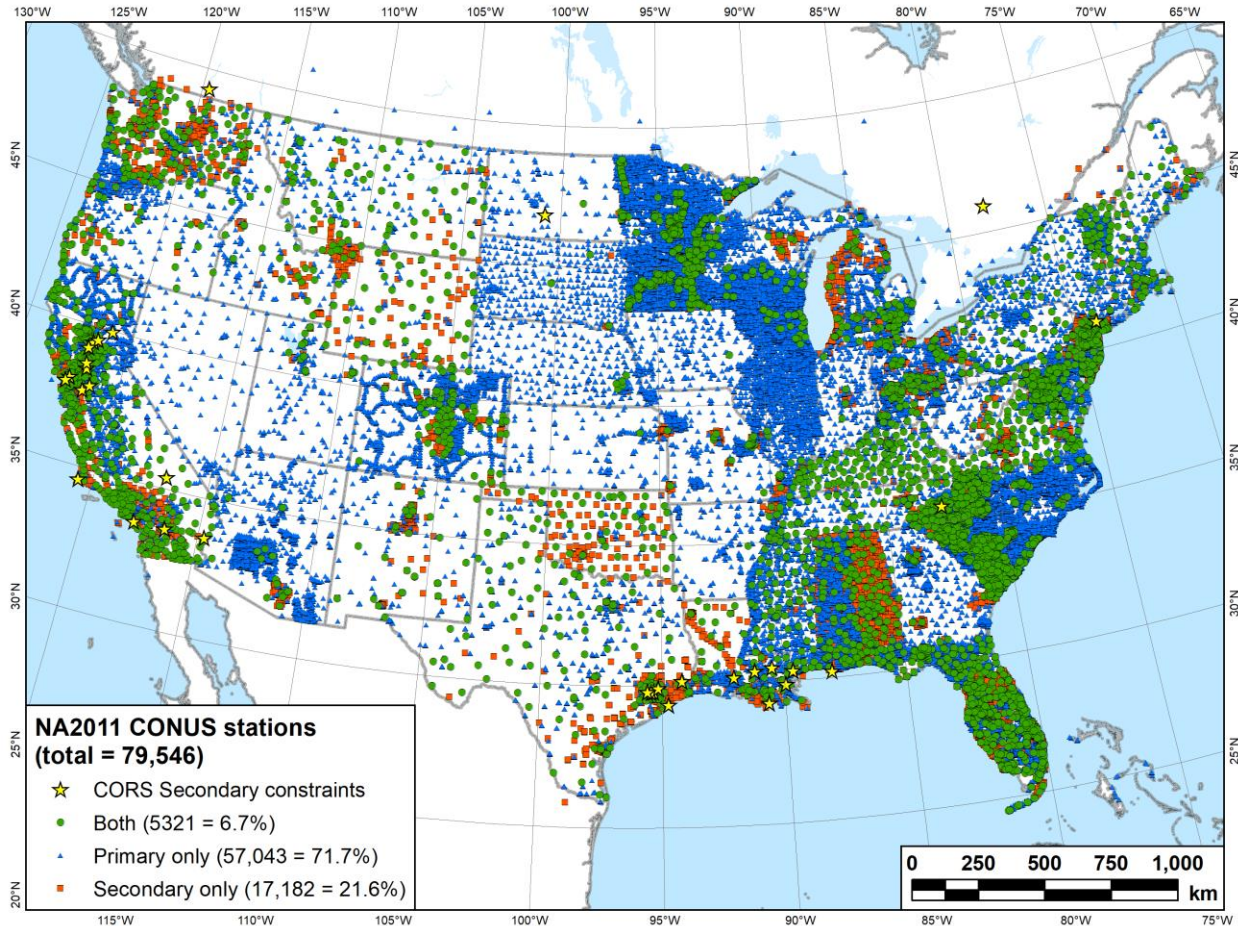 130°W 125°W 120°W 115°W 110°W 105°W 100°W 95°W 90°W 85°W 80°W 75°W 70°W 65°W
45°N 45°N
40°N 40°N
35°N 35°N
30°N 30°N
25°N 25°N
20°N 20°N
NA2011 CONUS stations
(total = 79,546)
CORS Secondary constraints
Both (5321 = 6.7%)
Primary only (57,043 = 71.7%)
Secondary only (17,182 = 21.6%)
0 250 500 750 1,000
km
115°W 110°W 105°W 100°W 95°W 90°W 85°W 80°W 75°W